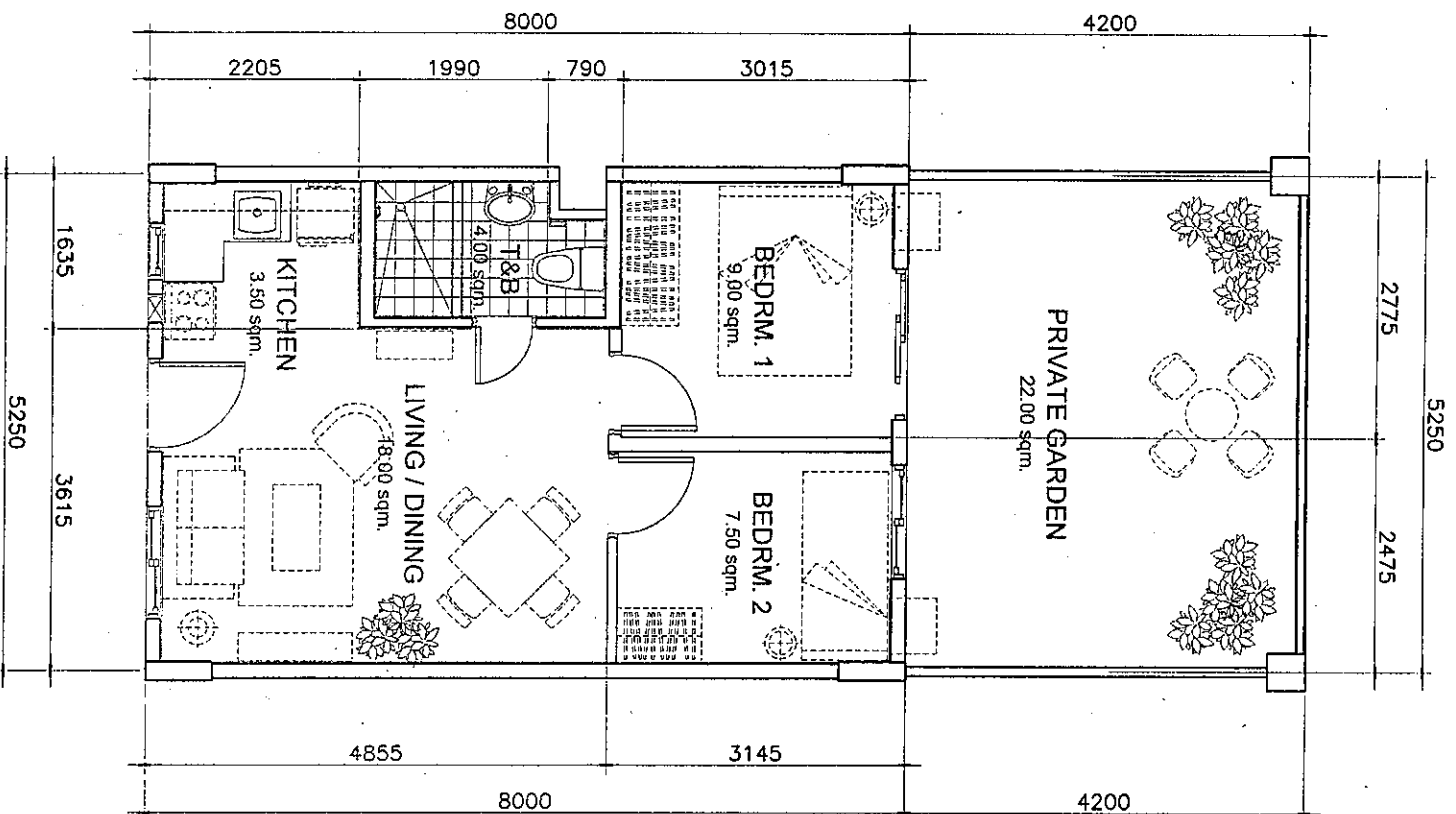 8000
4200
2205
1990
790
3015
5250
1635
3615
KITCHEN
3.50 sqm.
T&B
4.00 sqm.
LIVING / DINING
18.00 sqm.
BEDRM. 1
9.00 sqm.
BEDRM. 2
7.50 sqm.
PRIVATE GARDEN
22.00 sqm.
2775
2475
5250
4855
3145
8000
4200